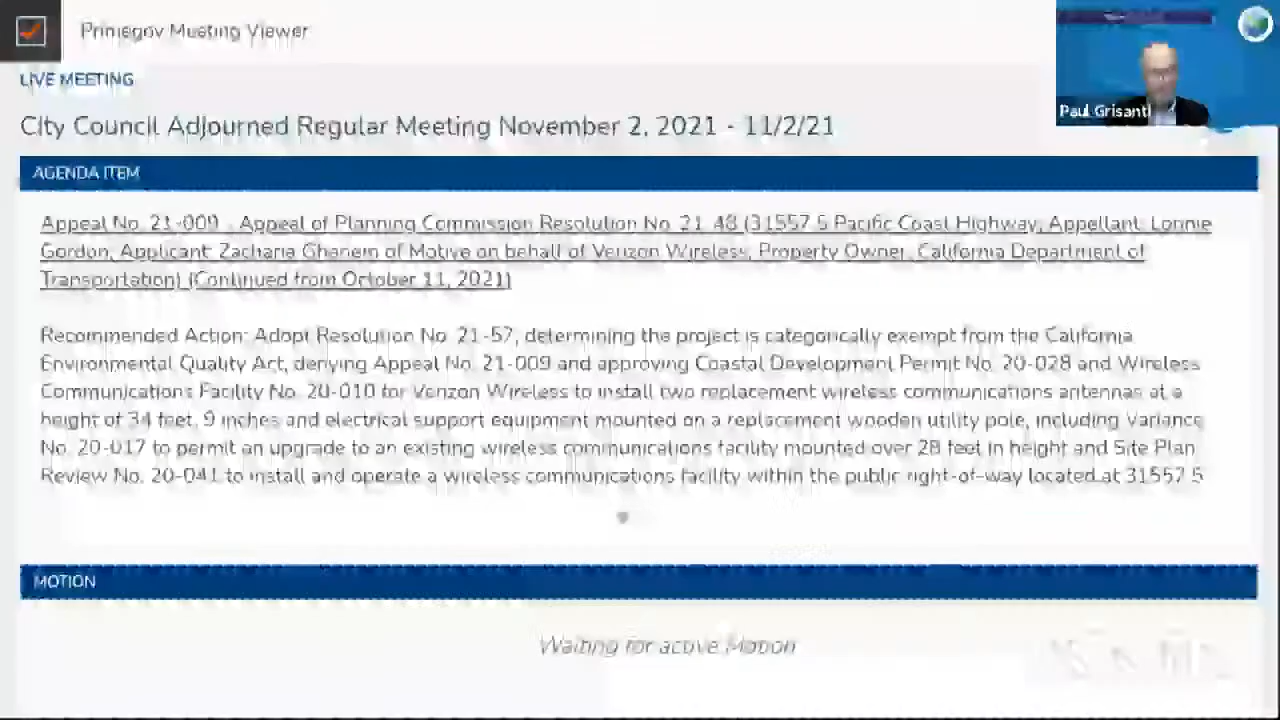 Primegov Meeting Viewer
LIVE MEETING
City Council Adjourned Regular Meeting November 2, 2021 - 11/2/21
Paul Grisanti
AGENDA ITEM
Appeal No. 21-009 - Appeal of Planning Commission Resolution No. 21-48 (31557.5 Pacific Coast Highway; Appellant: Lonnie
Gordon; Applicant: Zacharia Ghanem of Motive on behalf of Verizon Wireless; Property Owner: California Department of
Transportation) (Continued from October 11, 2021)
Recommended Action: Adopt Resolution No. 21-57, determining the project is categorically exempt from the California
Environmental Quality Act, denying Appeal No. 21-009 and approving Coastal Development Permit No. 20-028 and Wireless
Communications Facility No. 20-010 for Verizon Wireless to install two replacement wireless communications antennas at a
height of 34 feet, 9 inches and electrical support equipment mounted on a replacement wooden utility pole, including Variance
No. 20-017 to permit an upgrade to an existing wireless communications facility mounted over 28 feet in height and Site Plan
Review No. 20-041 to install and operate a wireless communications facility within the public right-of-way located at 31557.5
MOTION
Waiting for active Motion